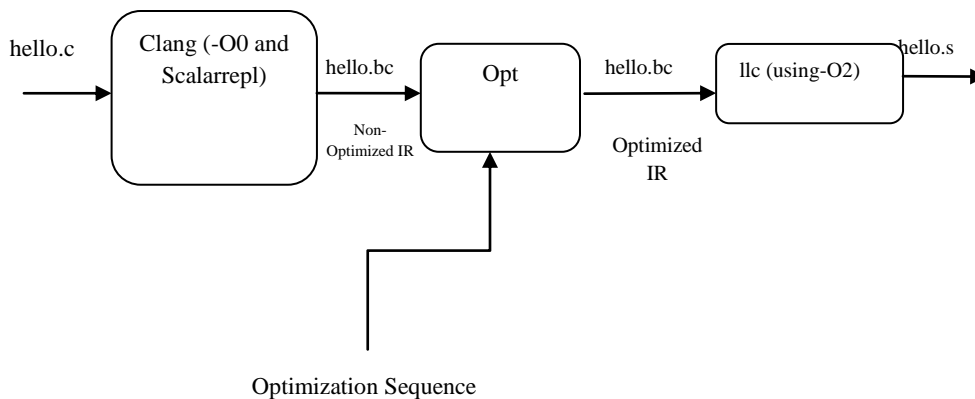 hello.c
Clang (-O0 and
Scalarrepl)
hello.bc
Non-
Optimized IR
Opt
hello.bc
Optimized
IR
llc (using-O2)
hello.s
Optimization Sequence